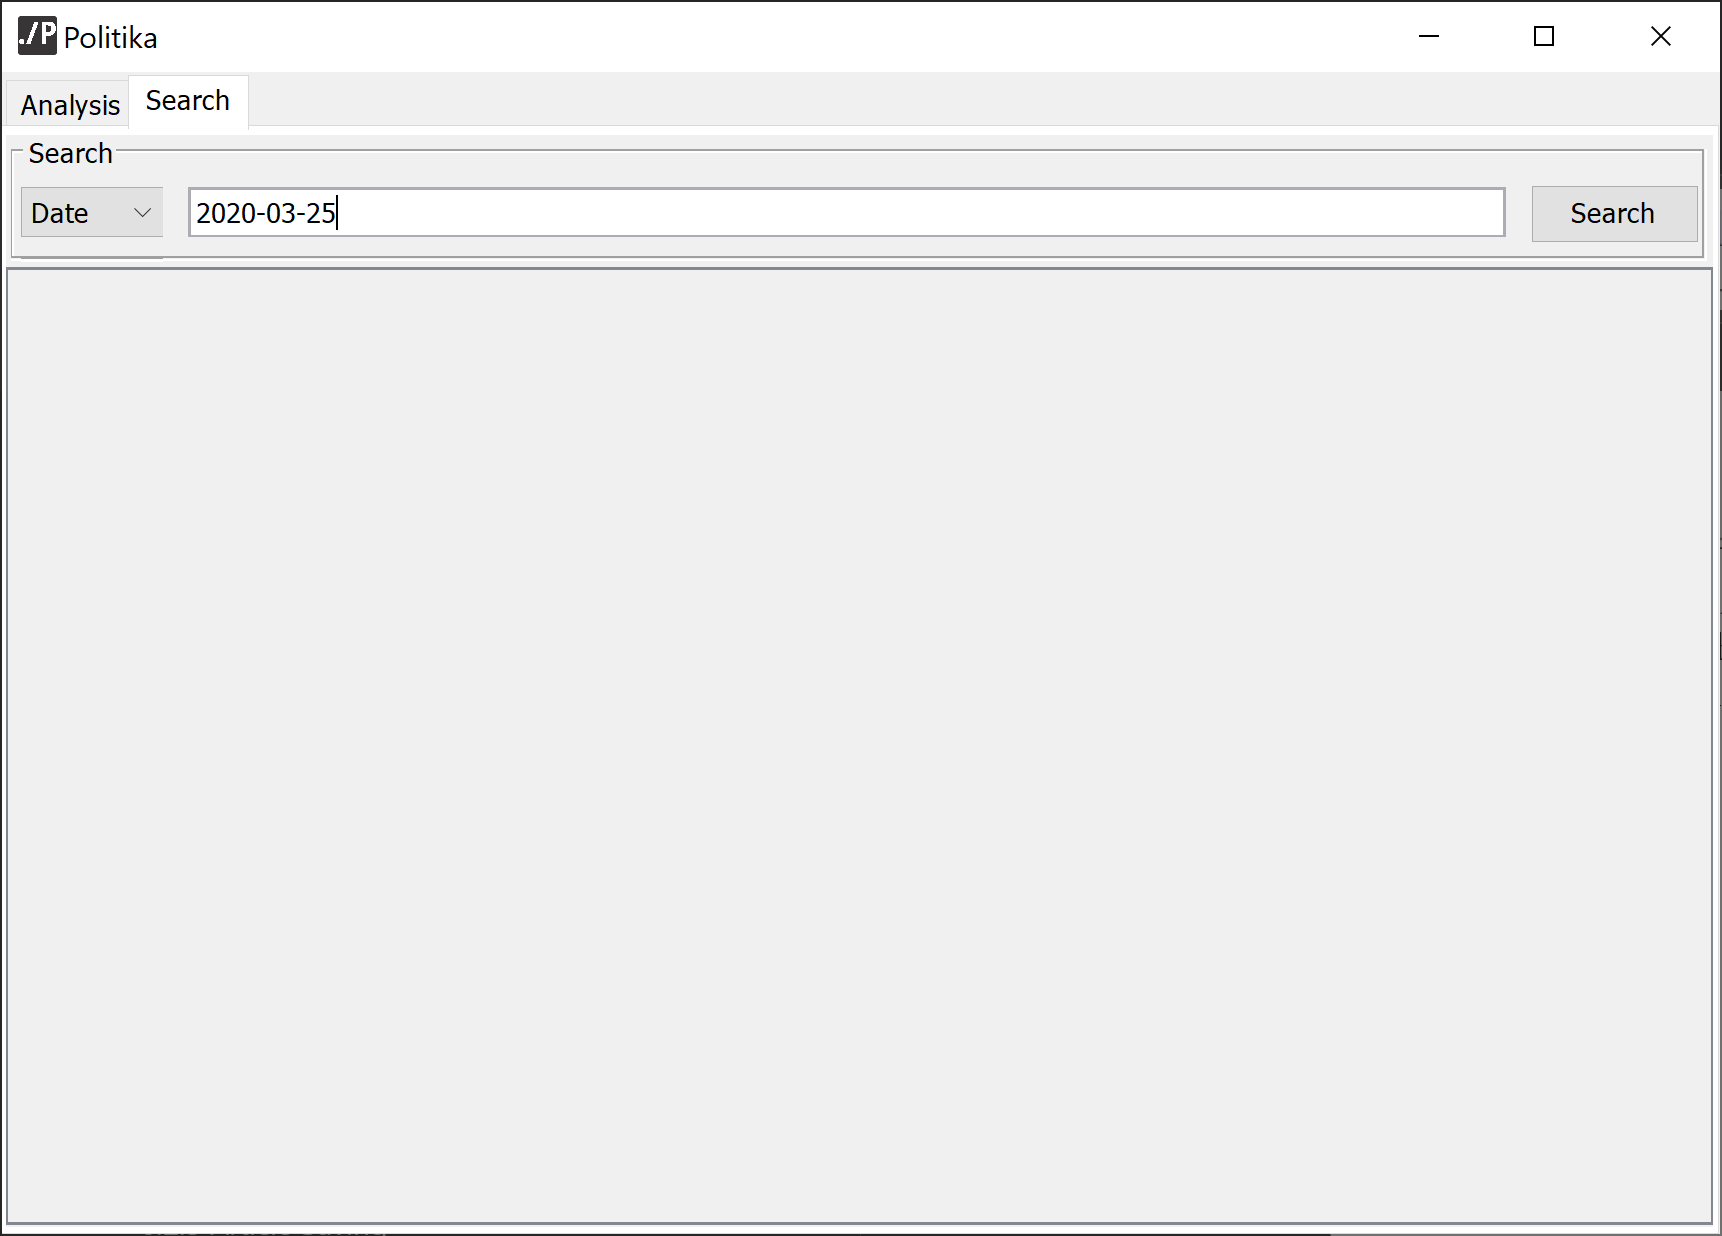 ./P Politika
Analysis Search
Search
Date 2020-03-25 Search